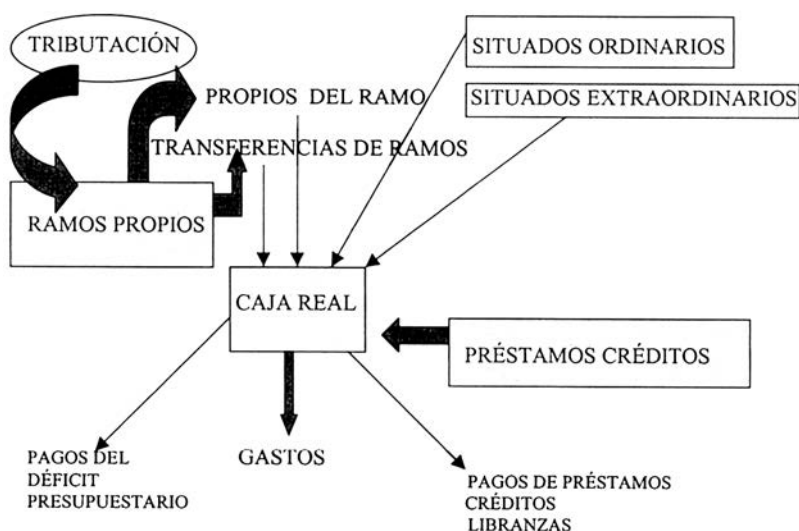 TRIBUTACIÓN
SITUADOS ORDINARIOS
PROPIOS DEL RAMO
SITUADOS EXTRAORDINARIOS
TRANSFERENCIAS DE RAMOS
RAMOS PROPIOS
CAJA REAL
PRÉSTAMOS CRÉDITOS
PAGOS DEL
DÉFICIT
PRESUPUESTARIO
GASTOS
PAGOS DE PRÉSTAMOS
CRÉDITOS
LIBRANZAS